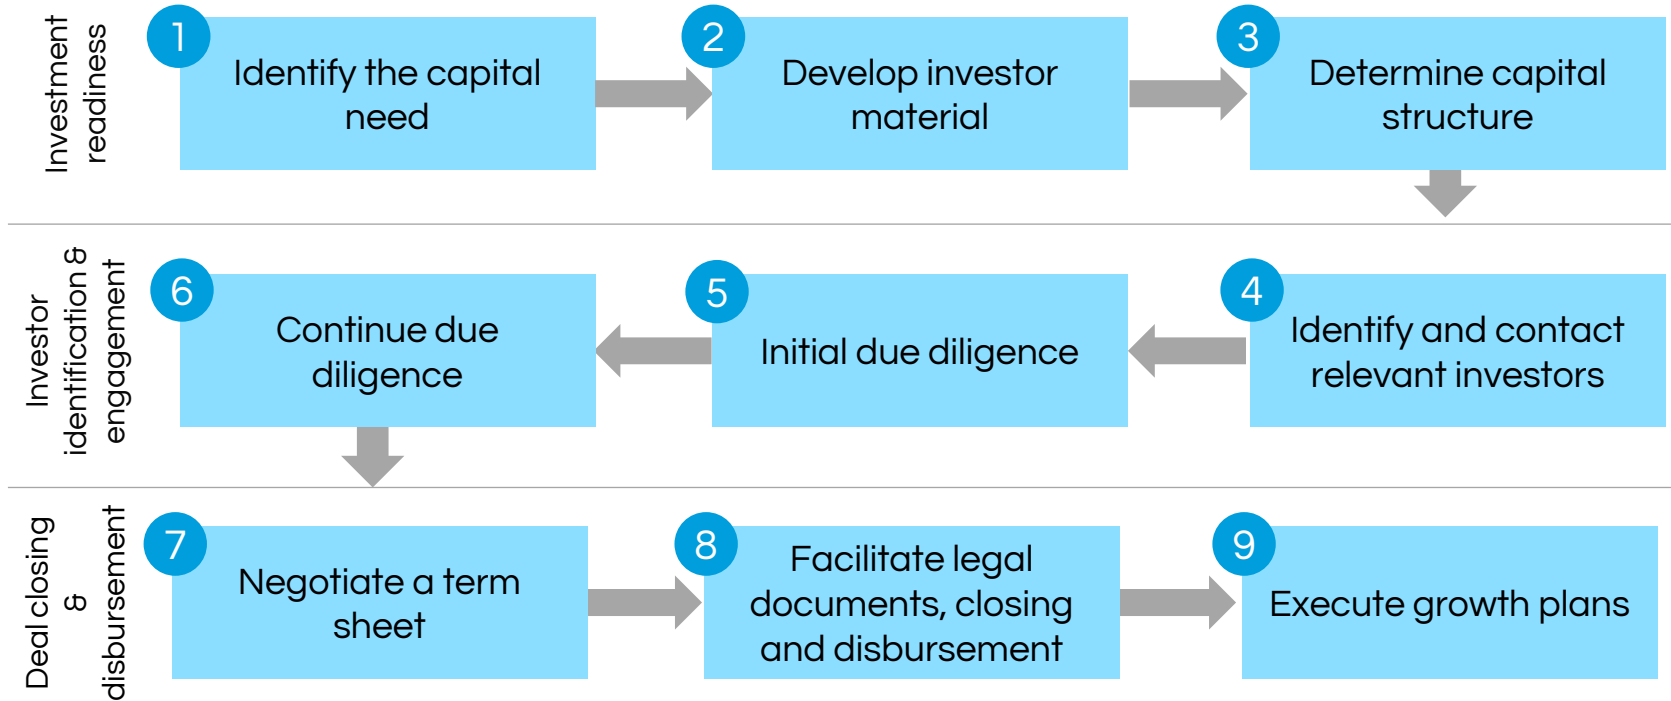 Investment
readiness
1
Identify the capital
need
2
Develop investor
material
3
Determine capital
structure
Investor
identification &
engagement
6
Continue due
diligence
5
Initial due diligence
4
Identify and contact
relevant investors
Deal closing
&
disbursement
7
Negotiate a term
sheet
8
Facilitate legal
documents, closing
and disbursement
9
Execute growth plans